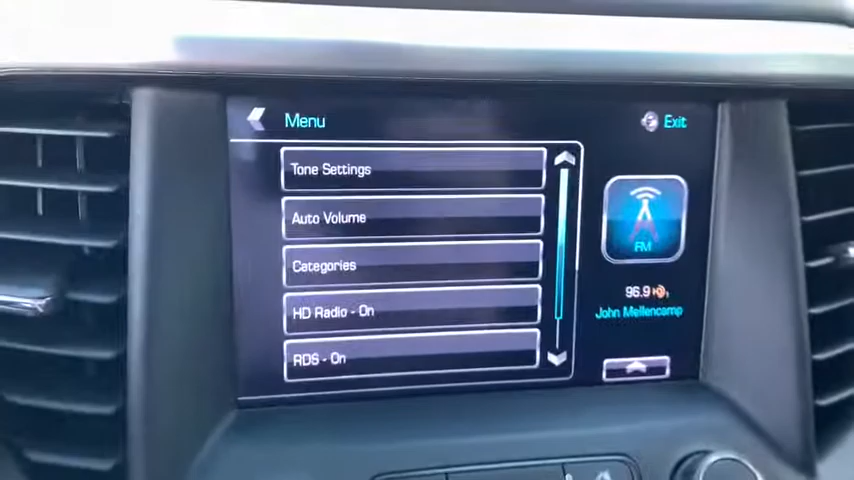 Menu
Exit
Tone Settings
Auto Volume
Categories
HD Radio - On
RDS - On
FM
96.9
John Mellencamp